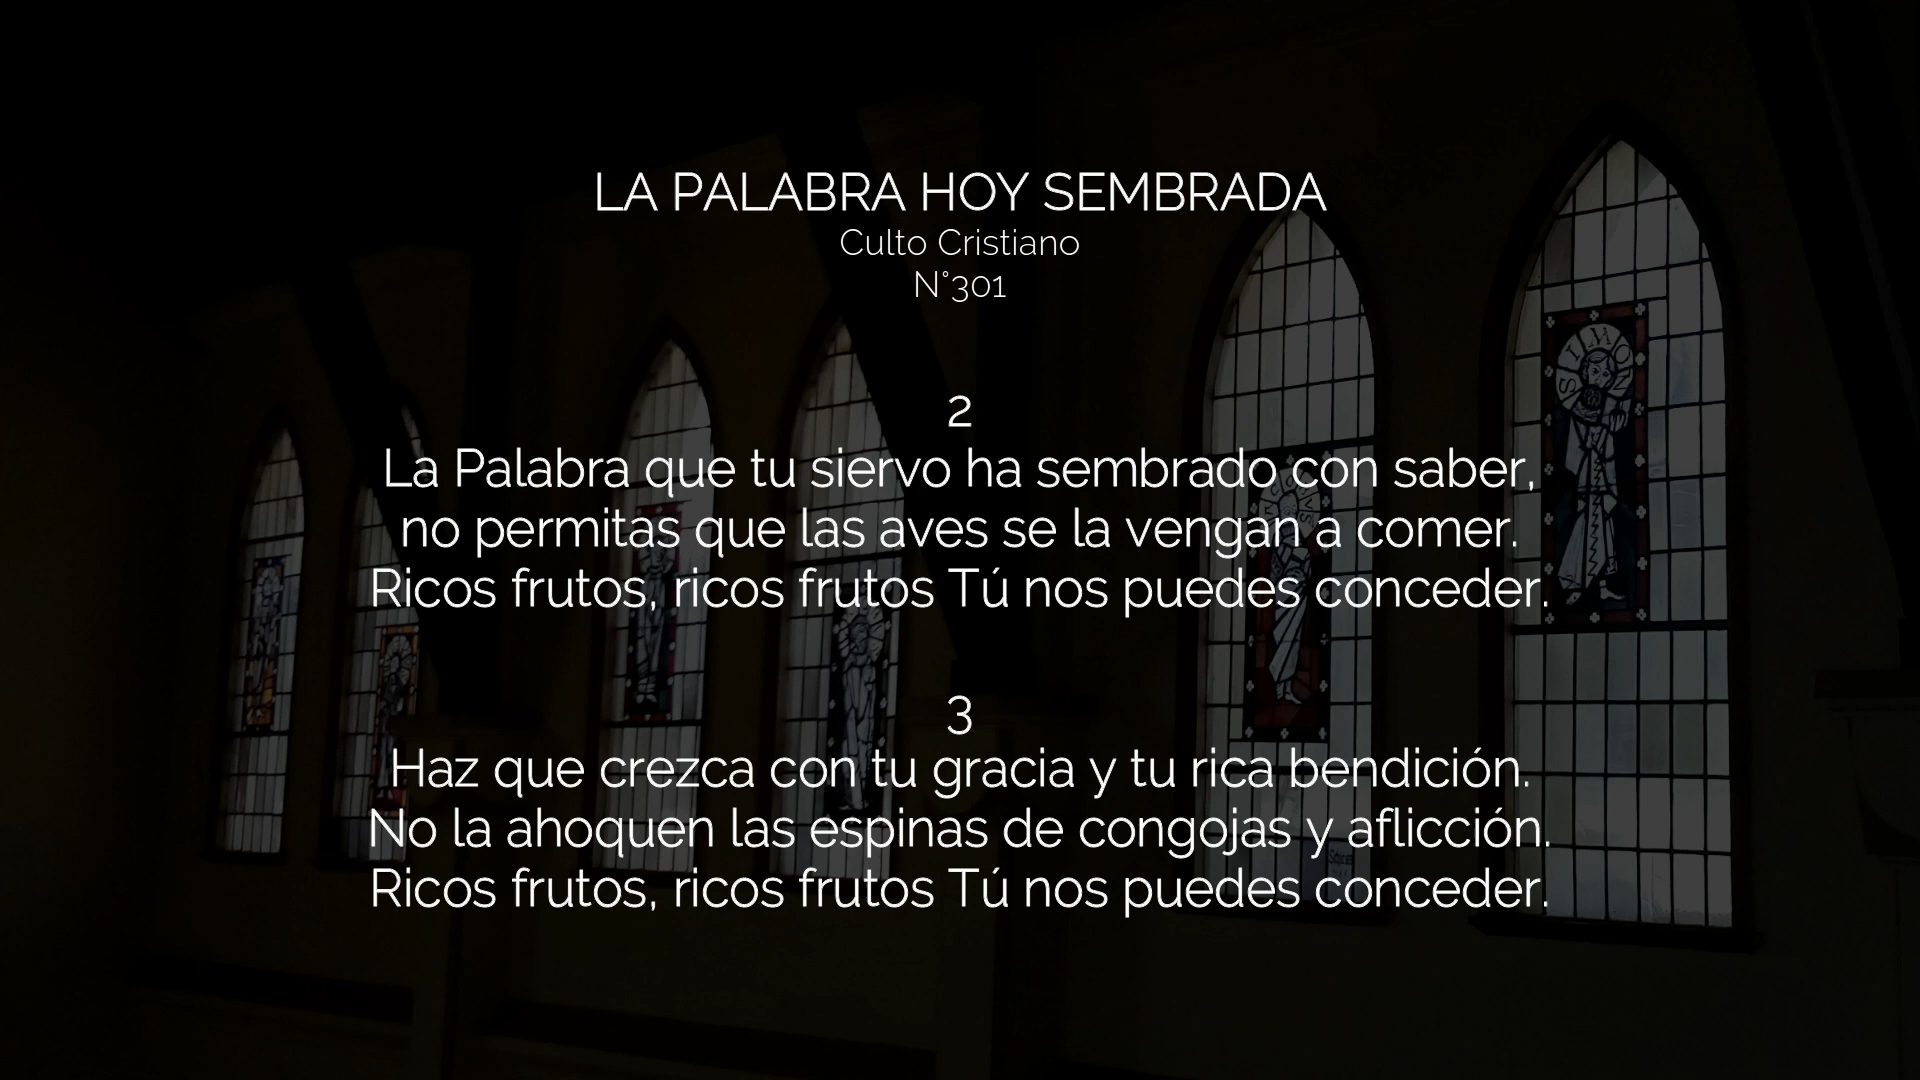 LA PALABRA HOY SEMBRADA
Culto Cristiano
N°301
2
La Palabra que tu siervo ha sembrado con saber,
no permitas que las aves se la vengan a comer.
Ricos frutos, ricos frutos Tú nos puedes conceder.
3
Haz que crezca con tu gracia y tu rica bendición.
No la ahoquen las espinas de congojas y aflicción.
Ricos frutos, ricos frutos Tú nos puedes conceder.
SIMON